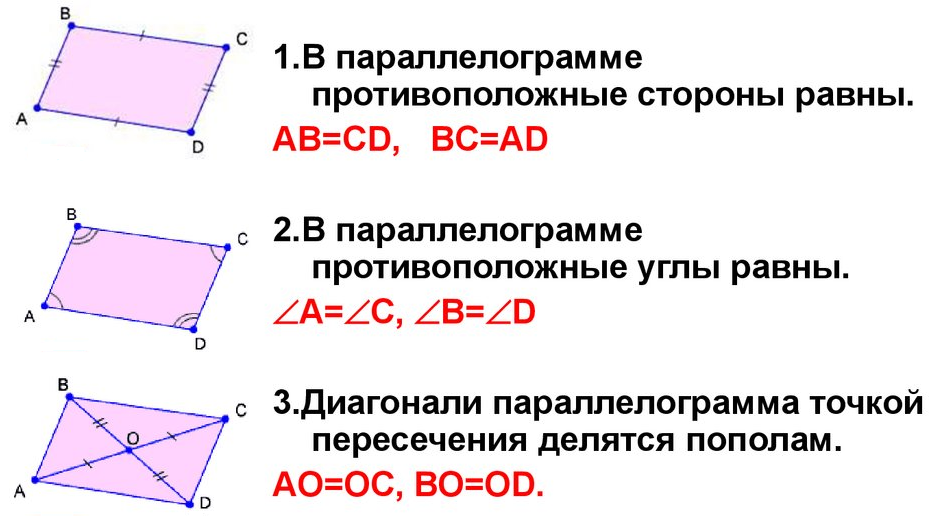 B
C
A
D
1.В параллелограмме
противоположные стороны равны.
AB=CD, BC=AD
B
C
A
D
2.В параллелограмме
противоположные углы равны.
∠A=∠C, ∠B=∠D
B
C
O
A
D
3.Диагонали параллелограмма точкой
пересечения делятся пополам.
AO=OC, BO=OD.